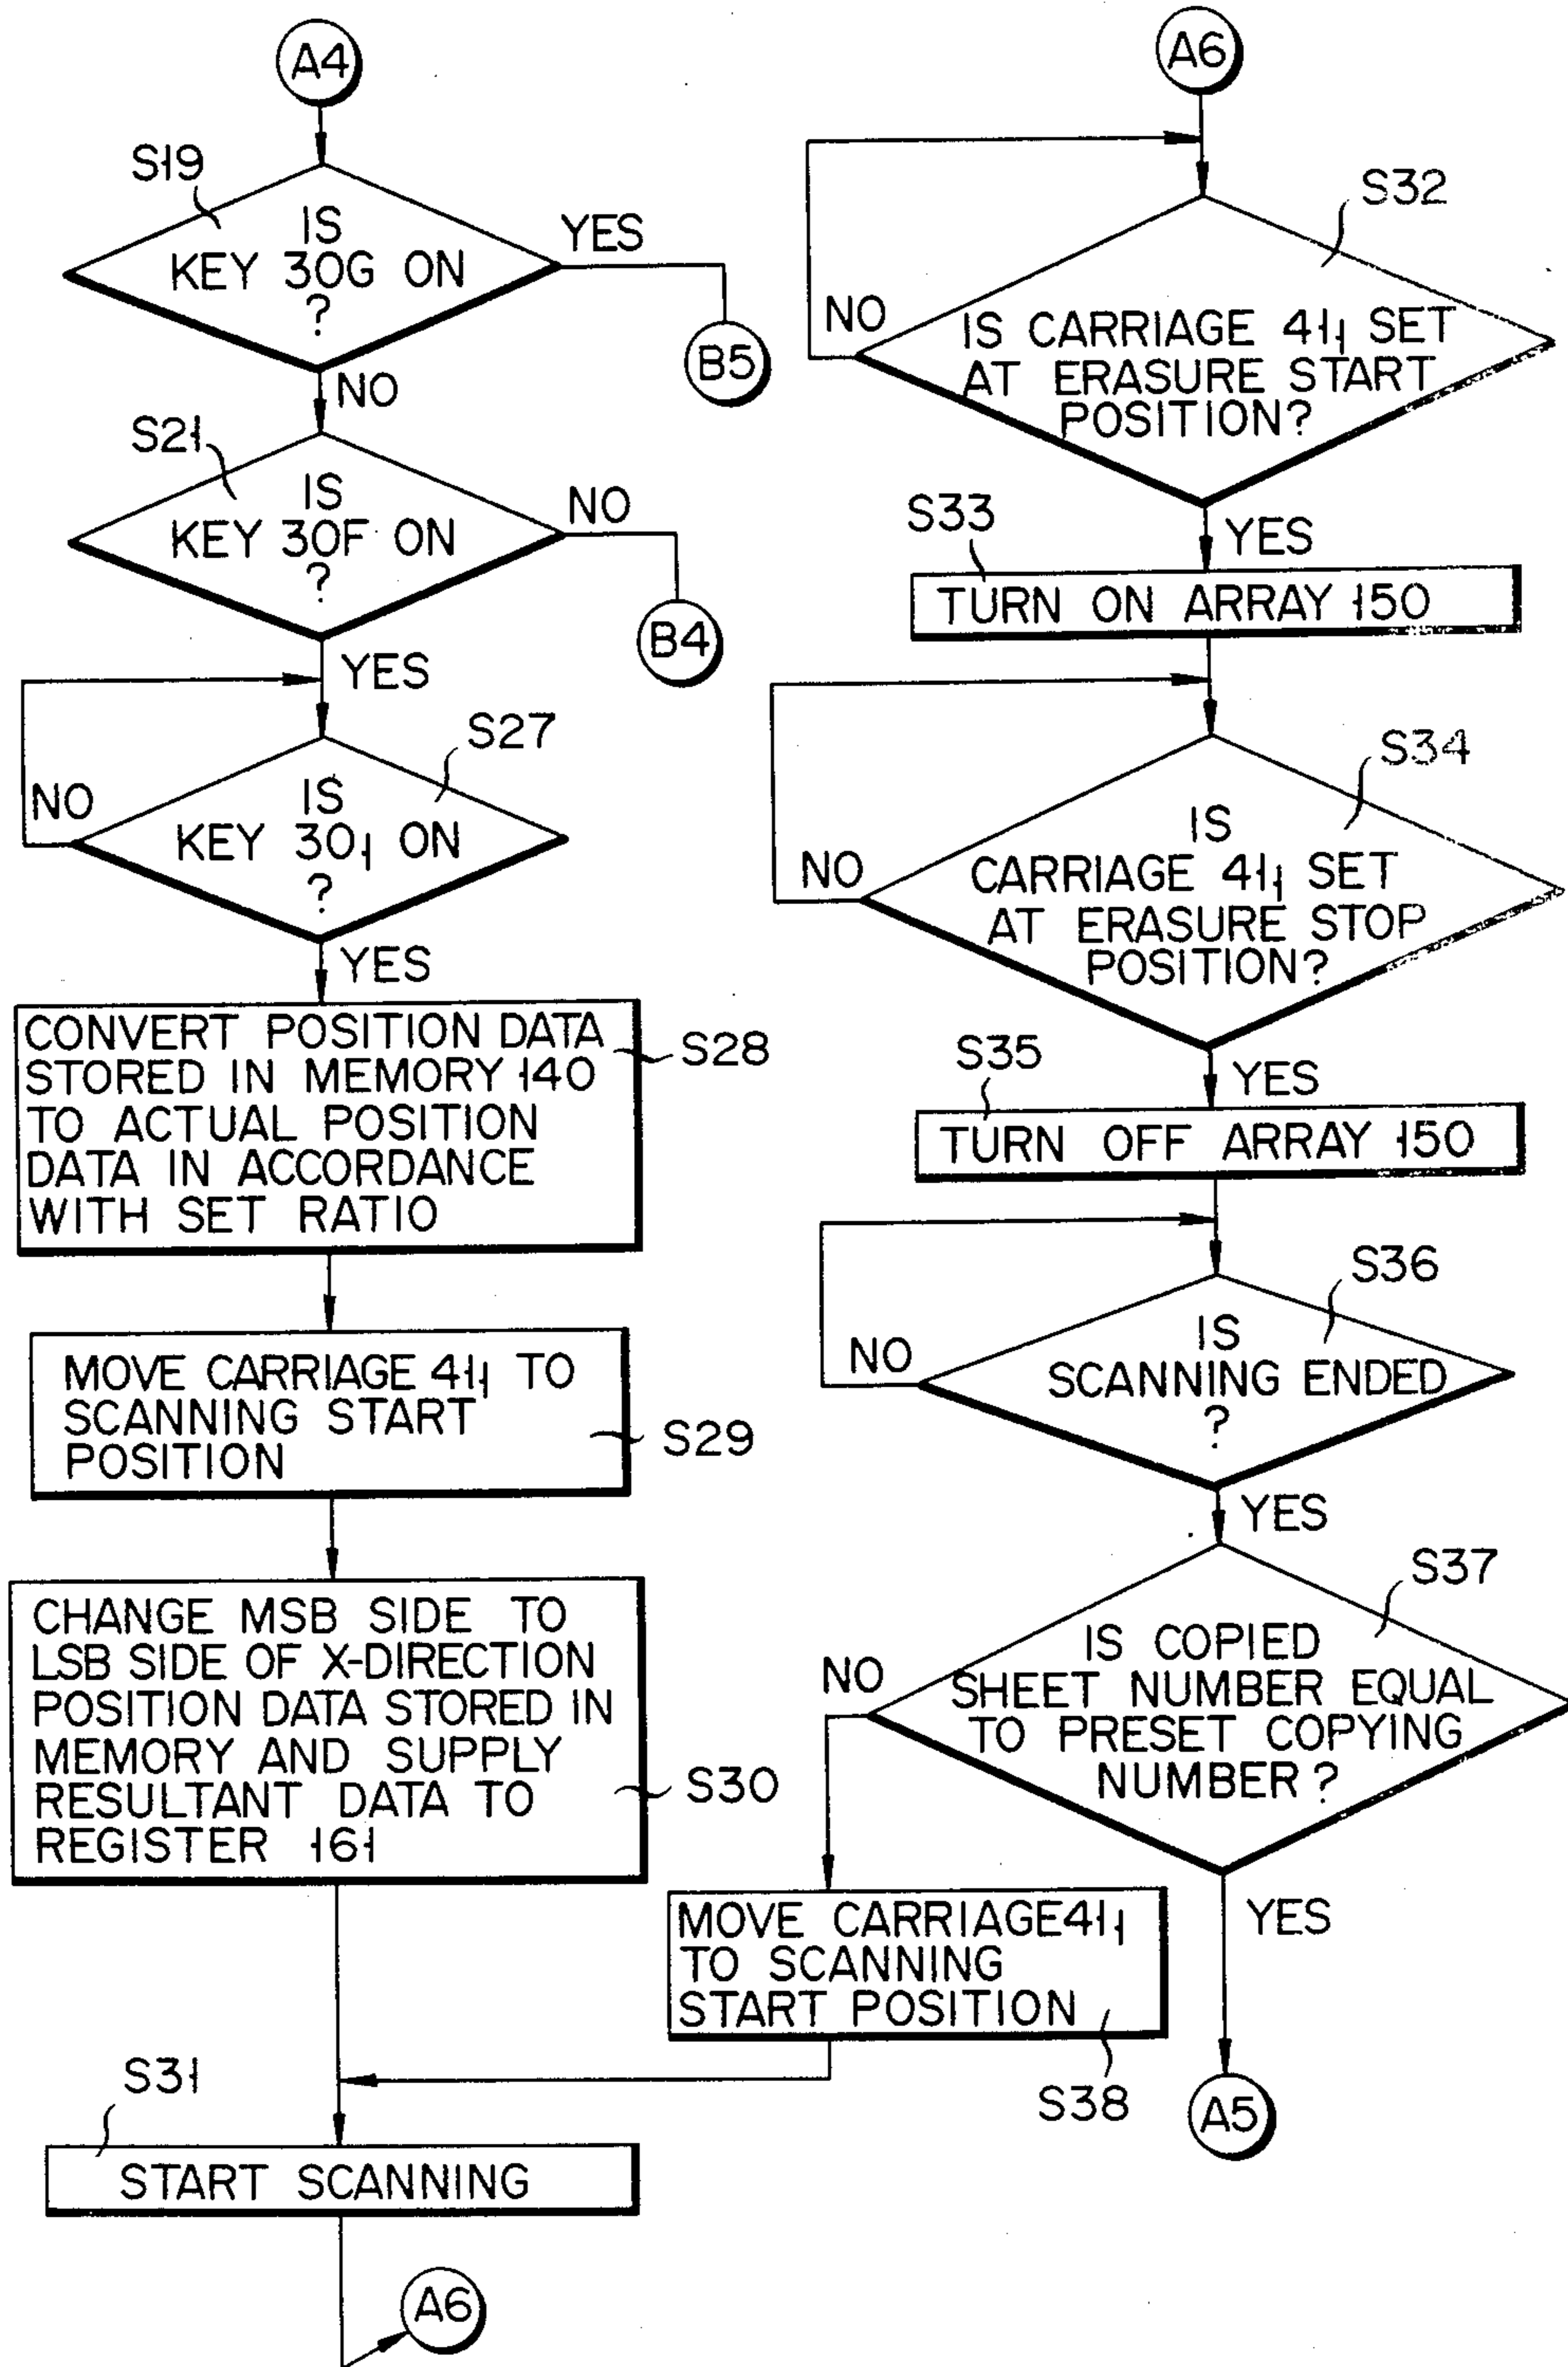 A4
S19
IS
KEY 30G ON
?
YES
B5
NO
S21
IS
KEY 30F ON
?
NO
B4
YES
S27
IS
KEY 30₁ ON
?
NO
YES
CONVERT POSITION DATA
STORED IN MEMORY 140
TO ACTUAL POSITION
DATA IN ACCORDANCE
WITH SET RATIO
S28
MOVE CARRIAGE 41₁ TO
SCANNING START
POSITION
S29
CHANGE MSB SIDE TO
LSB SIDE OF X-DIRECTION
POSITION DATA STORED IN
MEMORY AND SUPPLY
RESULTANT DATA TO
REGISTER 161
S30
S31
START SCANNING
A6
A6
S32
NO
IS CARRIAGE 41₁ SET
AT ERASURE START
POSITION?
YES
S33
TURN ON ARRAY 150
S34
IS
CARRIAGE 41₁ SET
AT ERASURE STOP
POSITION?
NO
YES
S35
TURN OFF ARRAY 150
S36
IS
SCANNING ENDED
?
NO
YES
S37
IS COPIED
SHEET NUMBER EQUAL
TO PRESET COPYING
NUMBER?
NO
YES
MOVE CARRIAGE 41₁
TO SCANNING
START POSITION
S38
A5